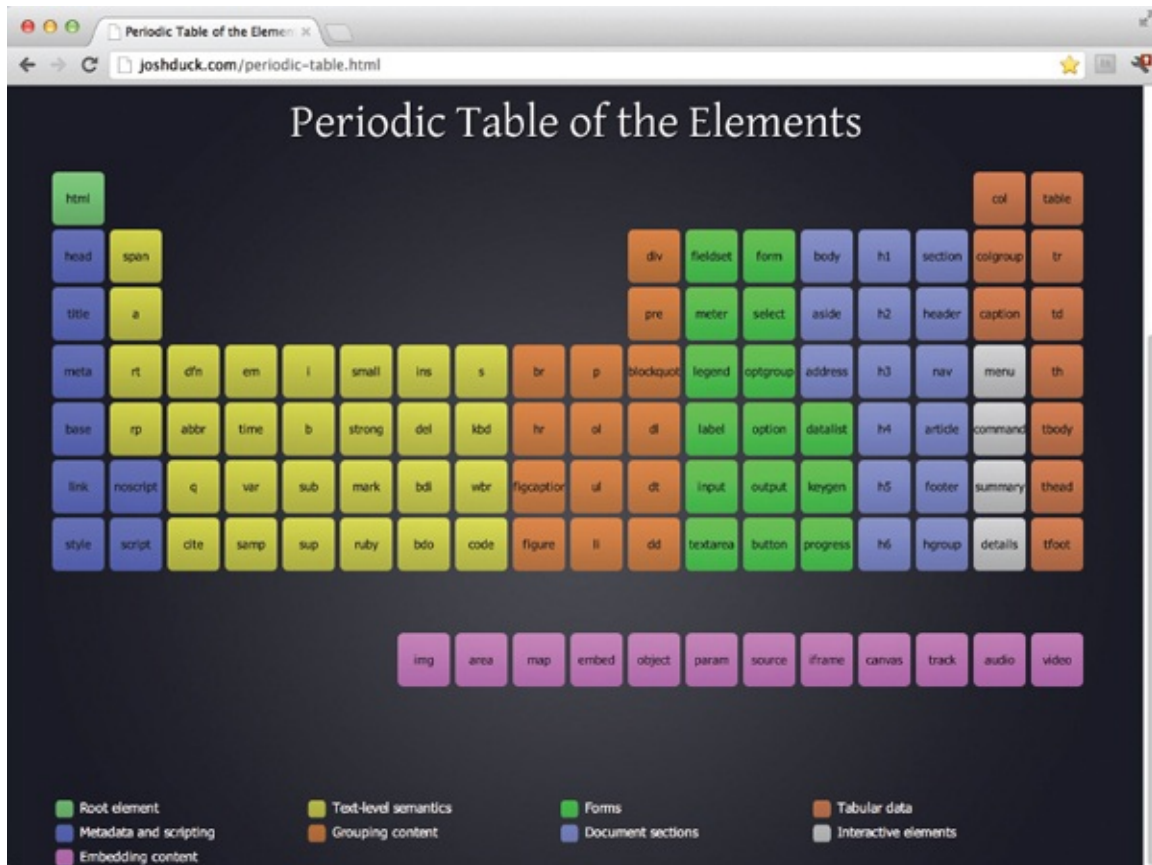 Periodic Table of the Elemen
joshduck.com/periodic-table.html
Periodic Table of the Elements
html col table
head span div fieldset form body h1 section colgroup tr
title a pre meter select aside h2 header caption td
meta rt dfn em i small ins s br p blockquot legend optgroup address h3 nav menu th
base rp abbr time b strong del kbd hr ol dl label option datalist h4 article command tbody
link noscript q var sub mark bdi wbr figcaption ul dt input output keygen h5 footer summary thead
style script cite samp sup ruby bdo code figure li dd textarea button progress h6 hgroup details tfoot
img area map embed object param source iframe canvas track audio video
Root element Text-level semantics Forms Tabular data
Metadata and scripting Grouping content Document sections Interactive elements
Embedding content